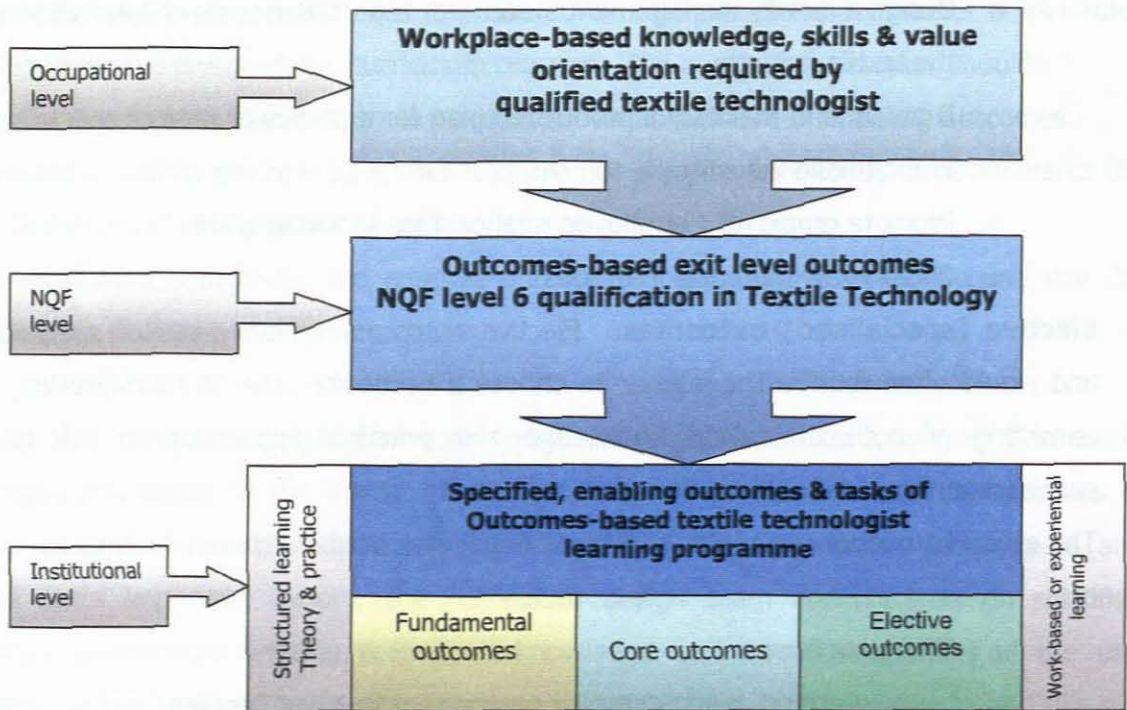 Occupational
level
Workplace-based knowledge, skills & value
orientation required by
qualified textile technologist
NQF
level
Outcomes-based exit level outcomes
NQF level 6 qualification in Textile Technology
Institutional
level
Structured learning
Theory & practice
Specified, enabling outcomes & tasks of
Outcomes-based textile technologist
learning programme
Fundamental
outcomes
Core outcomes
Elective
outcomes
Work-based or experiential
learning